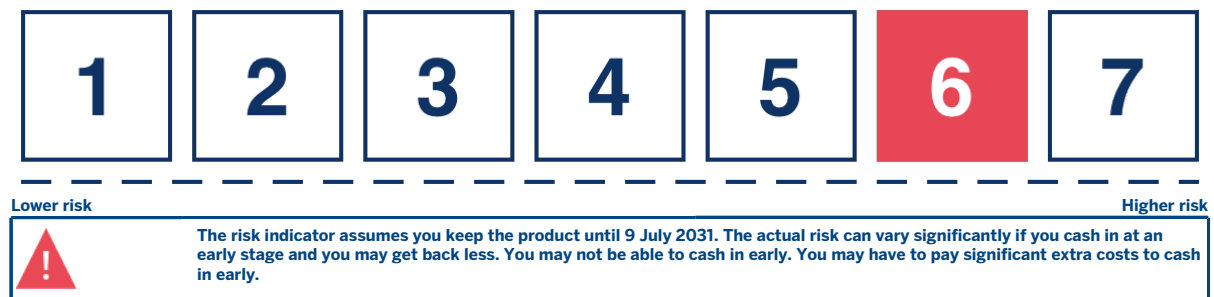 1 2 3 4 5 6 7
Lower risk Higher risk
!
The risk indicator assumes you keep the product until 9 July 2031. The actual risk can vary significantly if you cash in at an
early stage and you may get back less. You may not be able to cash in early. You may have to pay significant extra costs to cash
in early.